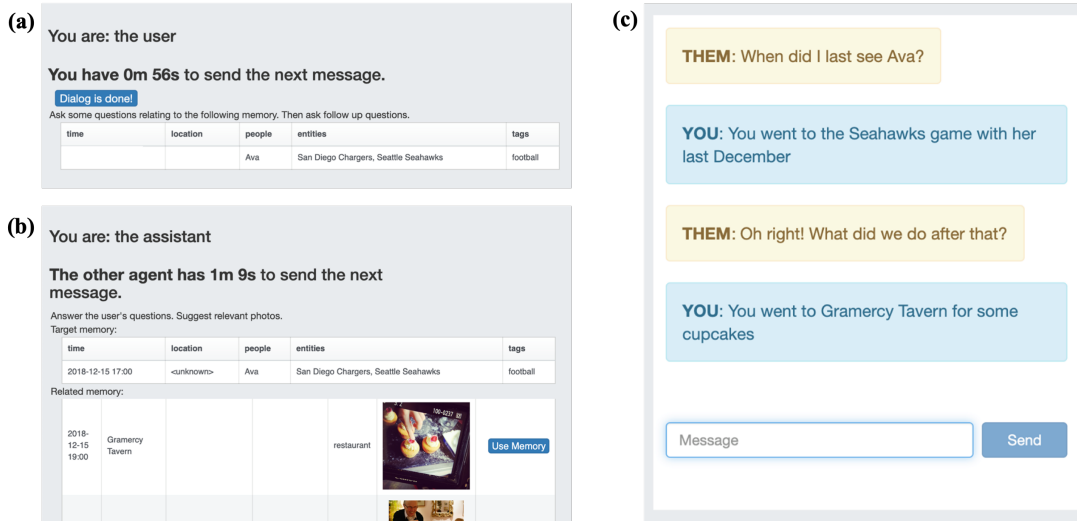 (a)
You are: the user
You have 0m 56s to send the next message.
Dialog is done!
Ask some questions relating to the following memory. Then ask follow up questions.
time location people entities tags
Ava San Diego Chargers, Seattle Seahawks football
(b)
You are: the assistant
The other agent has 1m 9s to send the next
message.
Answer the user's questions. Suggest relevant photos.
Target memory:
time location people entities tags
2018-12-15 17:00 <unknown> Ava San Diego Chargers, Seattle Seahawks football
Related memory:
2018-
12-15
19:00
Gramercy
Tavern
restaurant
100-0237
Use Memory
(c)
THEM: When did I last see Ava?
YOU: You went to the Seahawks game with her
last December
THEM: Oh right! What did we do after that?
YOU: You went to Gramercy Tavern for some
cupcakes
Message
Send